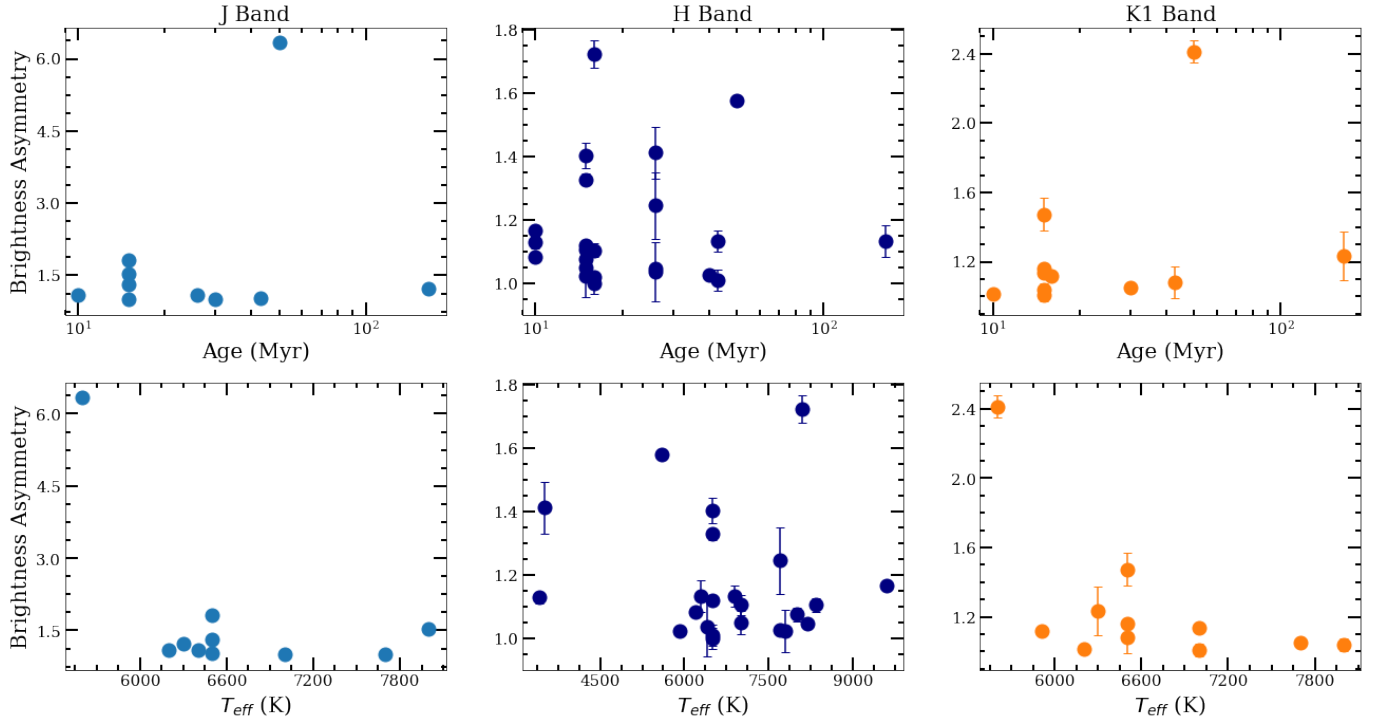 J Band
H Band
K1 Band
Brightness Asymmetry
6.0
4.5
3.0
1.5
10¹
10²
Age (Myr)
1.8
1.6
1.4
1.2
1.0
10¹
10²
Age (Myr)
2.4
2.0
1.6
1.2
10¹
10²
Age (Myr)
Brightness Asymmetry
6.0
4.5
3.0
1.5
6000 6600 7200 7800
T_eff (K)
1.8
1.6
1.4
1.2
1.0
4500 6000 7500 9000
T_eff (K)
2.4
2.0
1.6
1.2
6000 6600 7200 7800
T_eff (K)